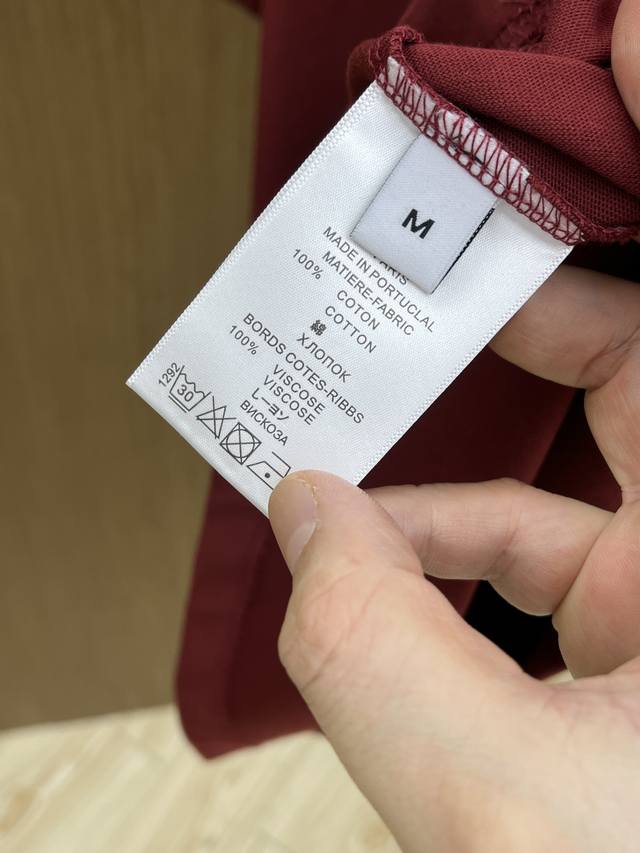 M
PARIS
MADE IN PORTUCLAL
MATIERE-FABRIC
100% COTON
COTTON
綿
ХЛОПОК
BORDS COTES-RIBBS
100% VISCOSE
VISCOSE
レーヨン
ВИСКОЗА
1292
30